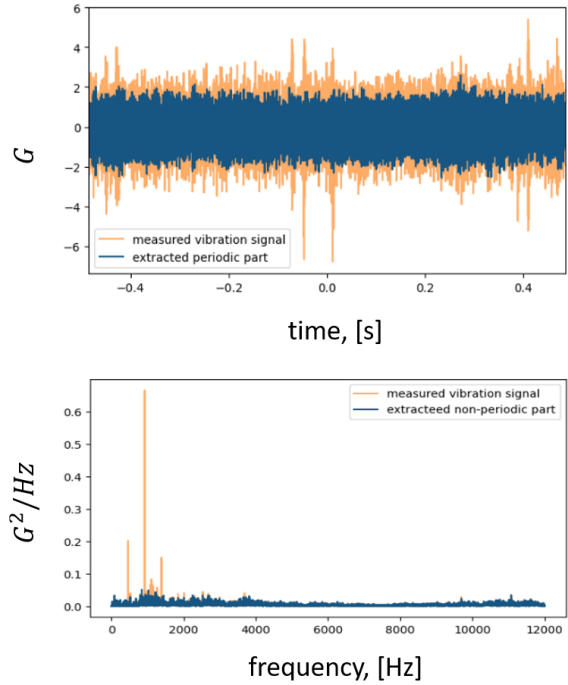 6
4
2
0
−2
−4
−6
G
measured vibration signal
extracted periodic part
−0.4 −0.2 0.0 0.2 0.4
time, [s]
0.6
0.5
0.4
0.3
0.2
0.1
0.0
G²/Hz
measured vibration signal
extracteed non-periodic part
0 2000 4000 6000 8000 10000 12000
frequency, [Hz]